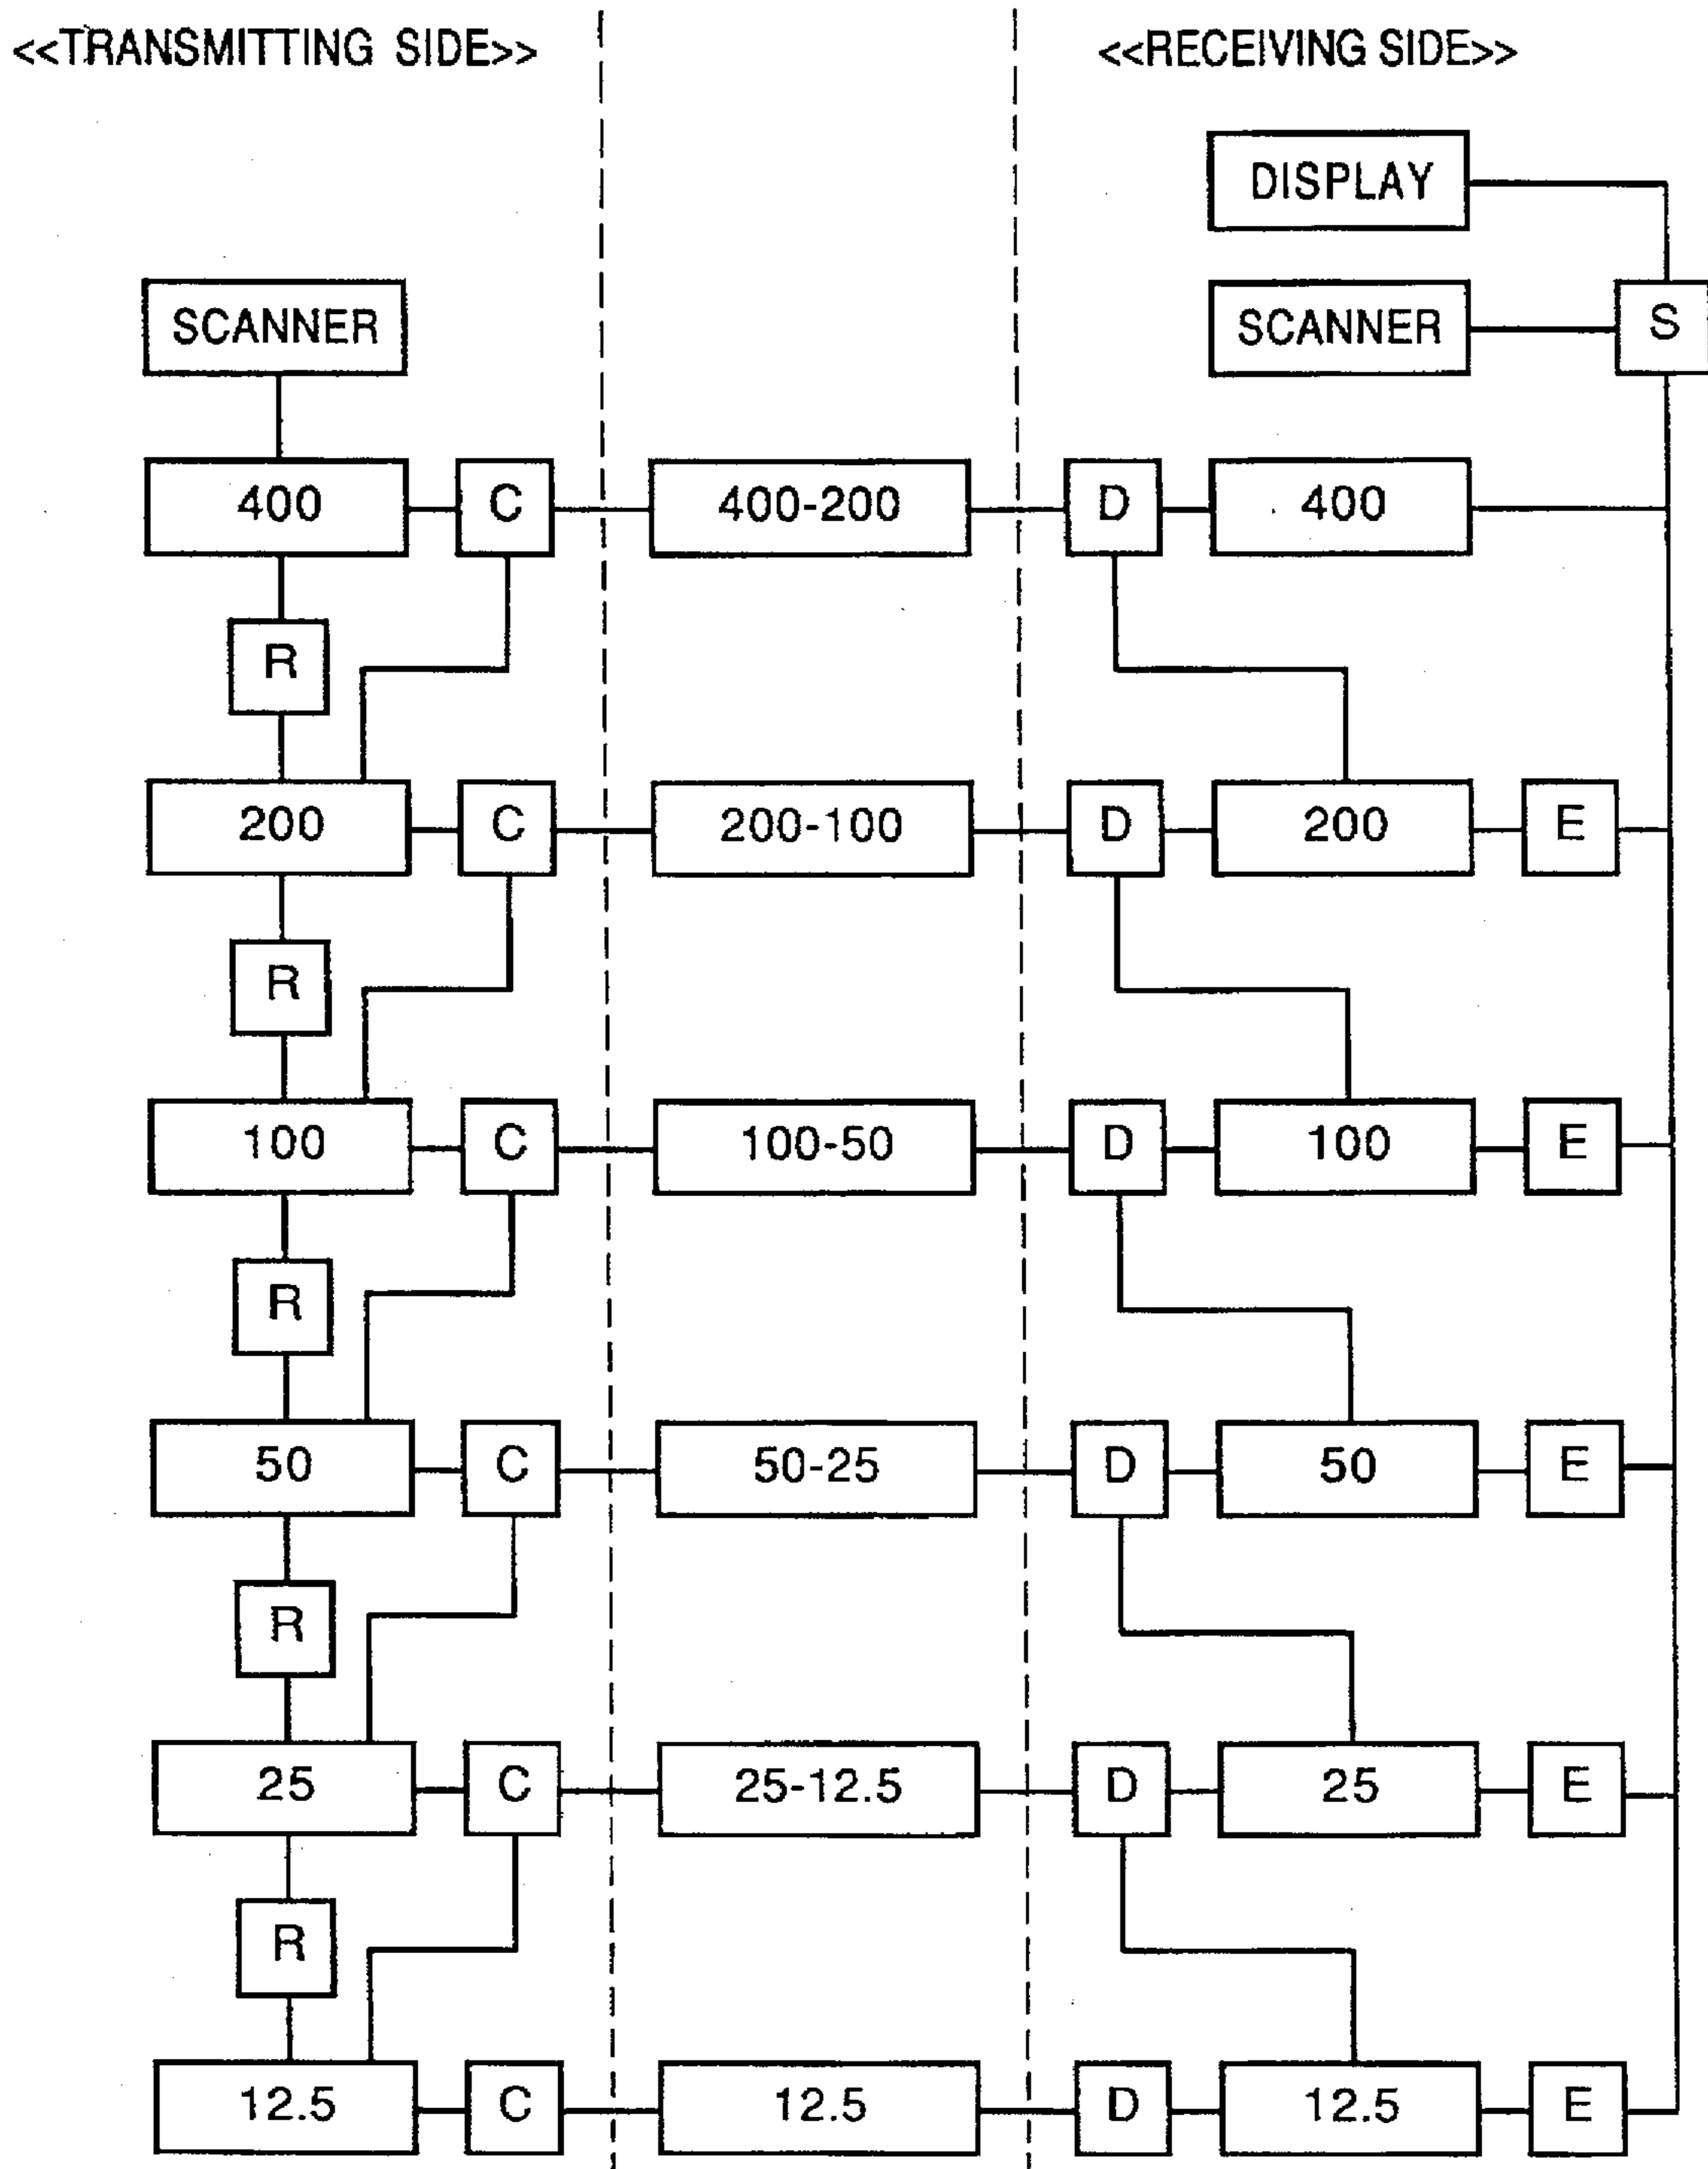 <<TRANSMITTING SIDE>> <<RECEIVING SIDE>>
DISPLAY
SCANNER SCANNER S
400 C 400-200 D 400
R
200 C 200-100 D 200 E
R
100 C 100-50 D 100 E
R
50 C 50-25 D 50 E
R
25 C 25-12.5 D 25 E
R
12.5 C 12.5 D 12.5 E